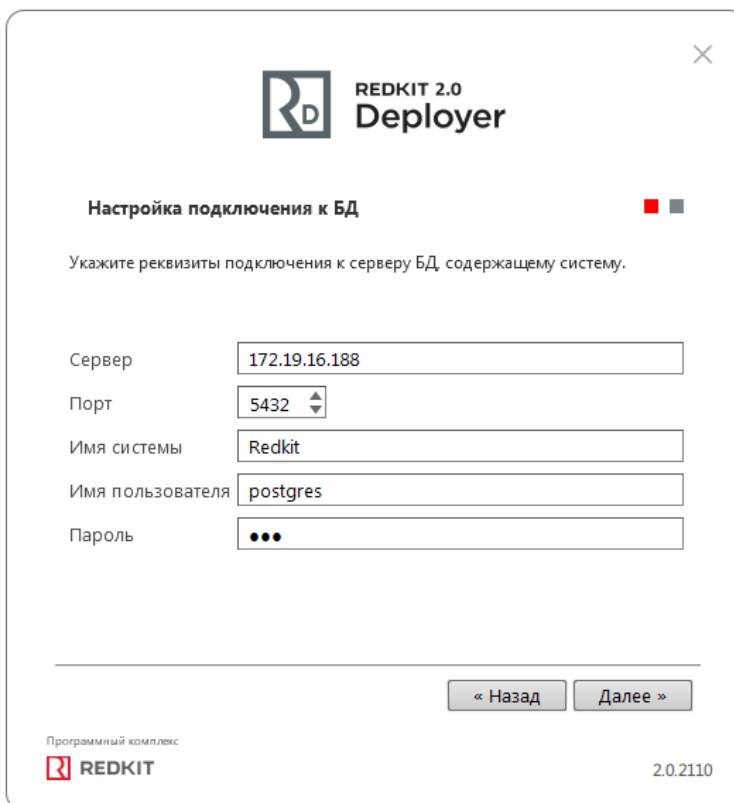 REDKIT 2.0
Deployer
Настройка подключения к БД
Укажите реквизиты подключения к серверу БД, содержащему систему.
Сервер 172.19.16.188
Порт 5432
Имя системы Redkit
Имя пользователя postgres
Пароль ●●●
« Назад Далее »
Программный комплекс
REDKIT
2.0.2110